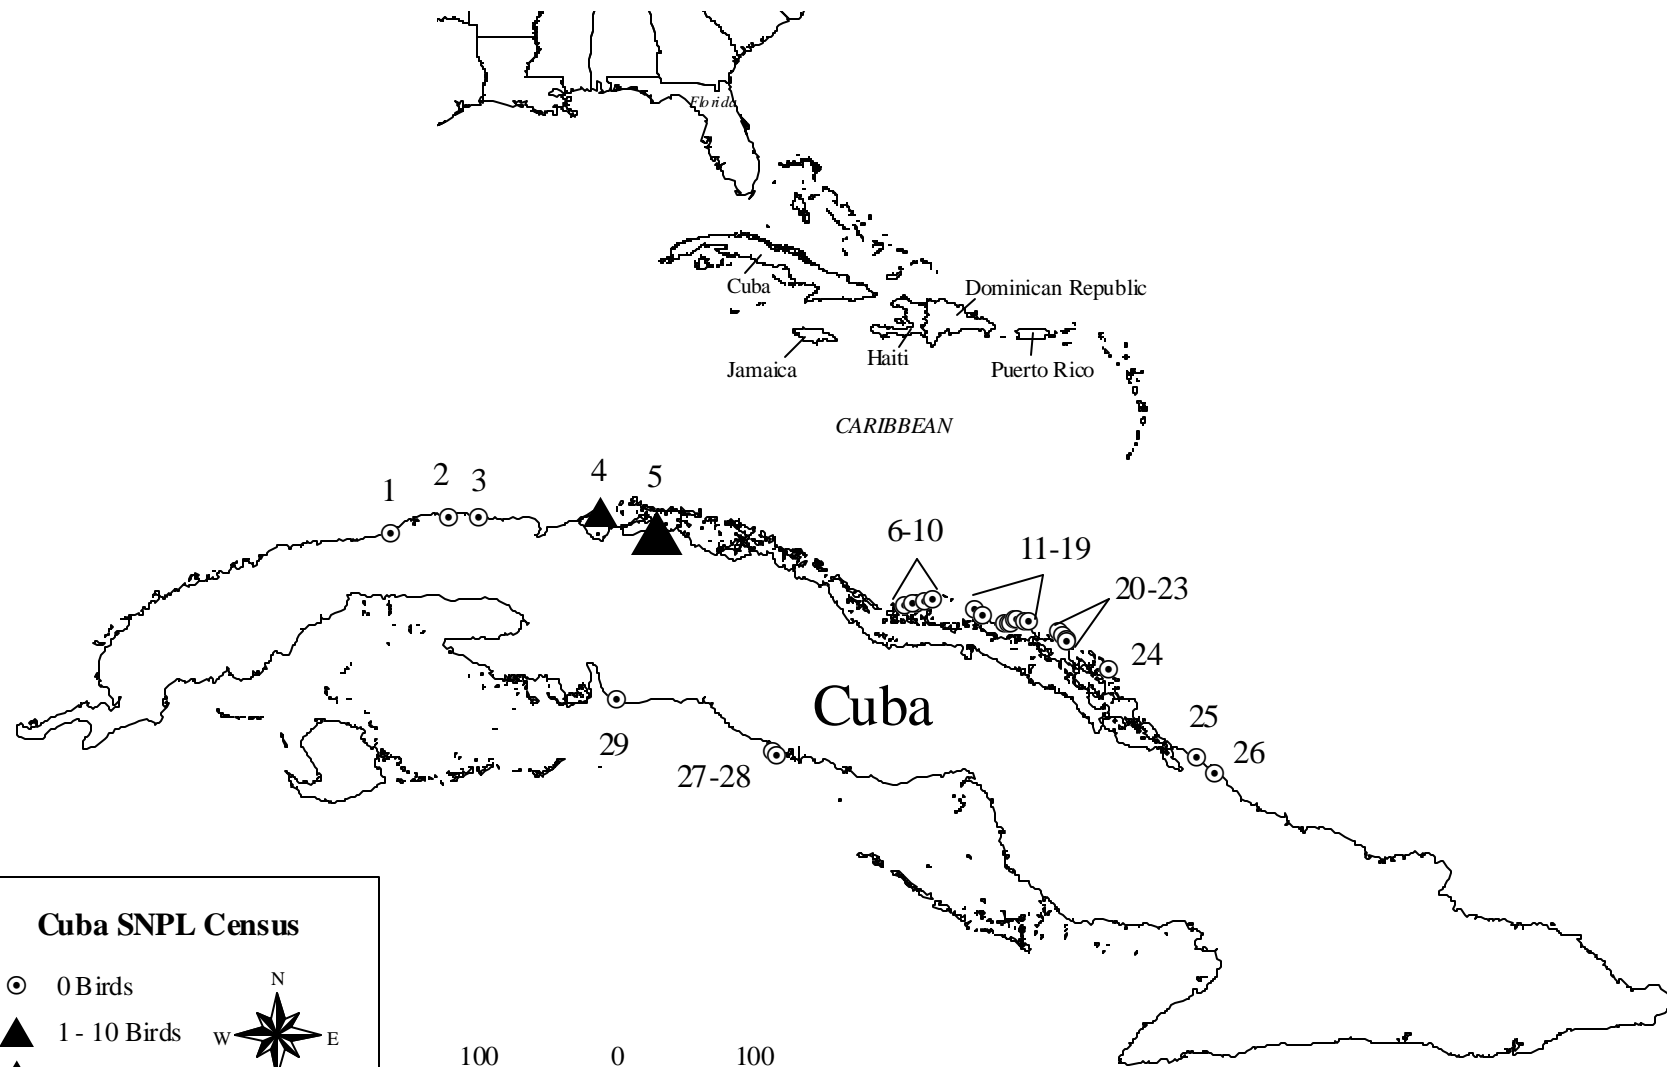 Florida
Cuba
Dominican Republic
Haiti
Jamaica
Puerto Rico
CARIBBEAN
1
2
3
4
5
6-10
11-19
20-23
24
25
26
Cuba
29
27-28
Cuba SNPL Census
0 Birds
1 - 10 Birds
N
W
E
100 0 100